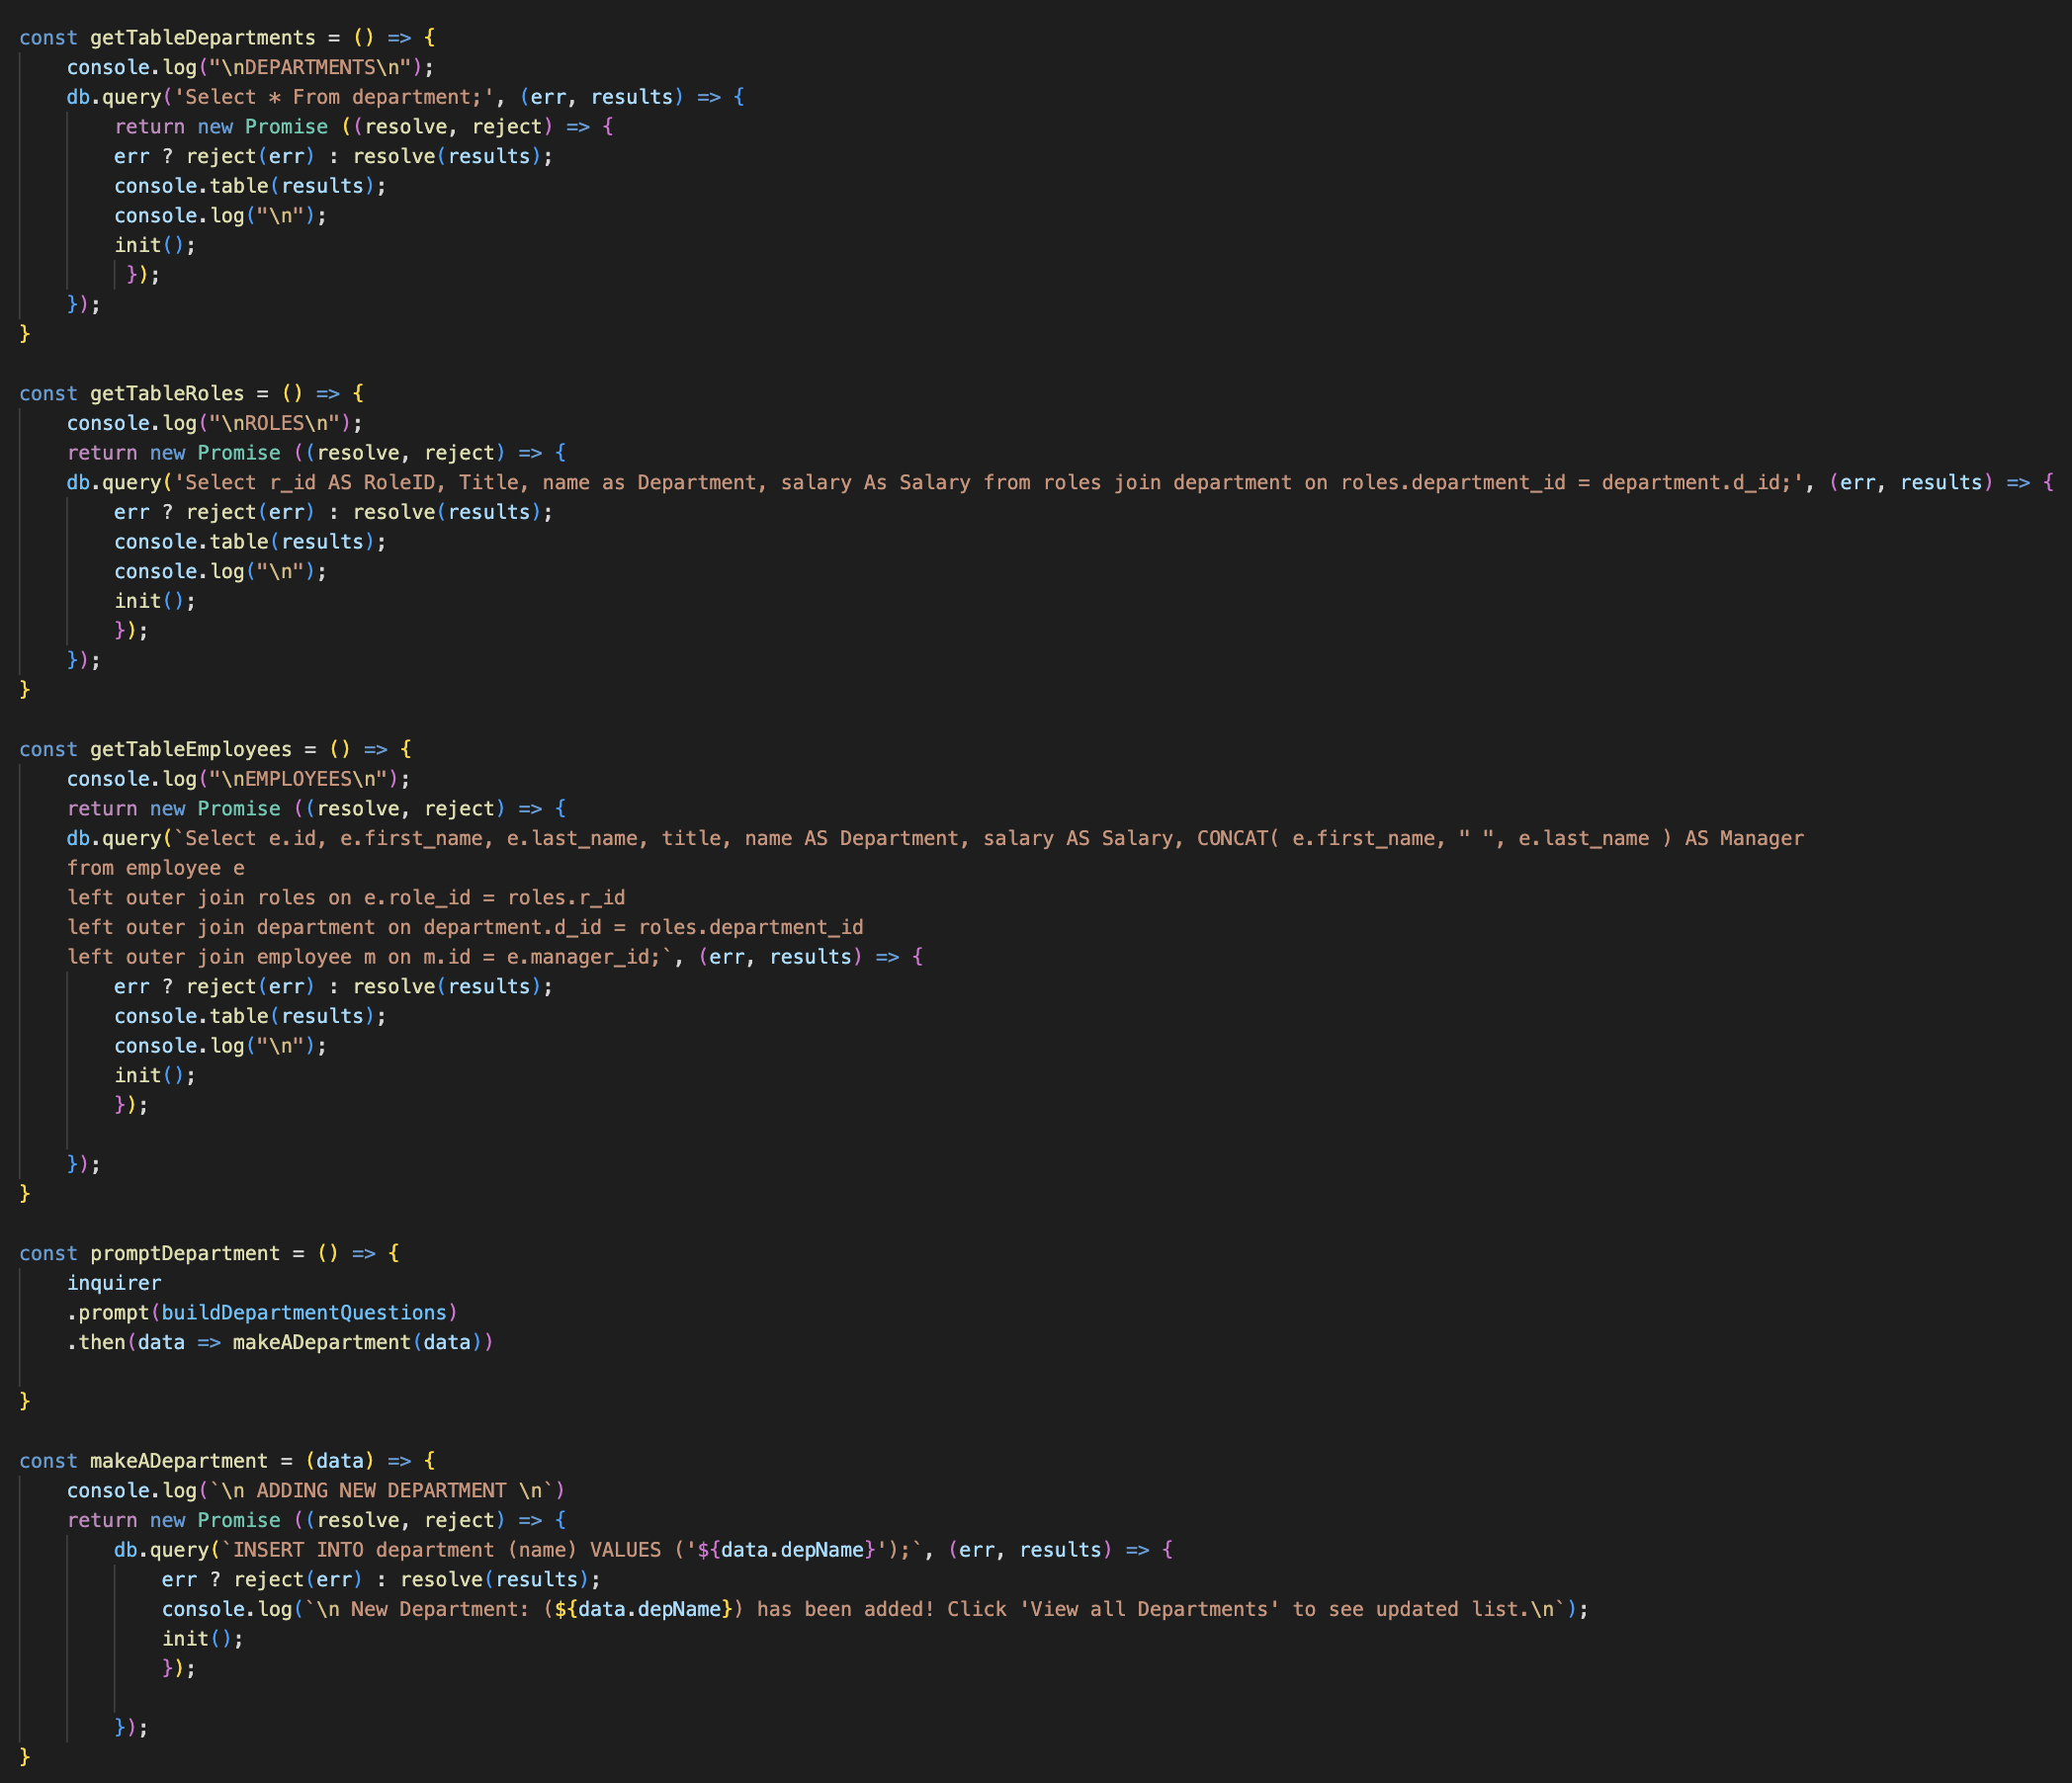 const getTableDepartments = () => {
    console.log("\nDEPARTMENTS\n");
    db.query('Select * From department;', (err, results) => {
        return new Promise ((resolve, reject) => {
        err ? reject(err) : resolve(results);
        console.table(results);
        console.log("\n");
        init();
         });
    });
}

const getTableRoles = () => {
    console.log("\nROLES\n");
    return new Promise ((resolve, reject) => {
    db.query('Select r_id AS RoleID, Title, name as Department, salary As Salary from roles join department on roles.department_id = department.d_id;', (err, results) => {
        err ? reject(err) : resolve(results);
        console.table(results);
        console.log("\n");
        init();
        });
    });
}

const getTableEmployees = () => {
    console.log("\nEMPLOYEES\n");
    return new Promise ((resolve, reject) => {
    db.query(`Select e.id, e.first_name, e.last_name, title, name AS Department, salary AS Salary, CONCAT( e.first_name, " ", e.last_name ) AS Manager
    from employee e
    left outer join roles on e.role_id = roles.r_id
    left outer join department on department.d_id = roles.department_id
    left outer join employee m on m.id = e.manager_id;`, (err, results) => {
        err ? reject(err) : resolve(results);
        console.table(results);
        console.log("\n");
        init();
        });

    });
}

const promptDepartment = () => {
    inquirer
    .prompt(buildDepartmentQuestions)
    .then(data => makeADepartment(data))

}

const makeADepartment = (data) => {
    console.log(`\n ADDING NEW DEPARTMENT \n`)
    return new Promise ((resolve, reject) => {
        db.query(`INSERT INTO department (name) VALUES ('${data.depName}');`, (err, results) => {
            err ? reject(err) : resolve(results);
            console.log(`\n New Department: (${data.depName}) has been added! Click 'View all Departments' to see updated list.\n`);
            init();
            });

        });
}